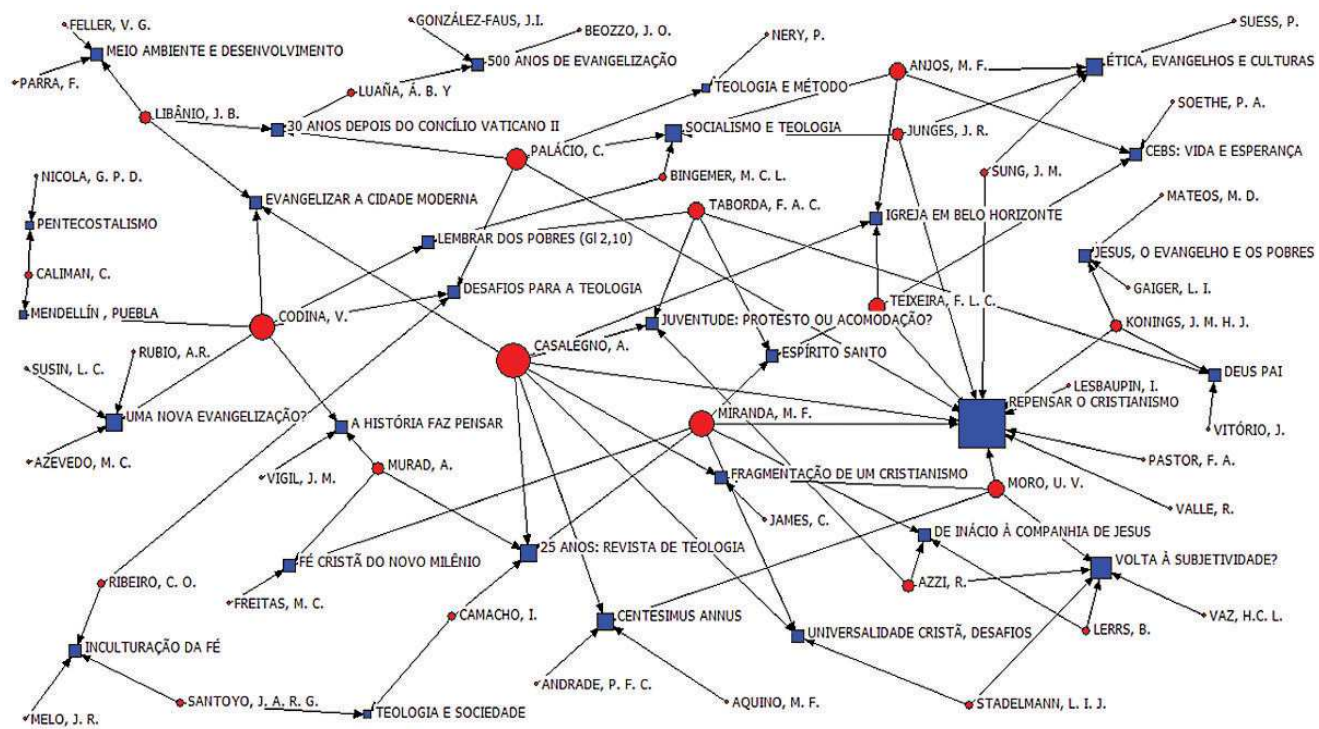 FELLER, V. G.
GONZÁLEZ-FAUS, J.I.
BEOZZO, J. O.
NERY, P.
SUESS, P.
MEIO AMBIENTE E DESENVOLVIMENTO
500 ANOS DE EVANGELIZAÇÃO
ANJOS, M. F.
ÉTICA, EVANGELHOS E CULTURAS
PARRA, F.
LUAÑA, Á. B. Y
TEOLOGIA E MÉTODO
SOETHE, P. A.
LIBÂNIO, J. B.
30 ANOS DEPOIS DO CONCÍLIO VATICANO II
SOCIALISMO E TEOLOGIA
JUNGES, J. R.
PALÁCIO, C.
CEBS: VIDA E ESPERANÇA
NICOLA, G. P. D.
BINGEMER, M. C. L.
SUNG, J. M.
EVANGELIZAR A CIDADE MODERNA
TABORDA, F. A. C.
MATEOS, M. D.
PENTECOSTALISMO
IGREJA EM BELO HORIZONTE
LEMBRAR DOS POBRES (Gl 2,10)
JESUS, O EVANGELHO E OS POBRES
CALIMAN, C.
DESAFIOS PARA A TEOLOGIA
GAIGER, L. I.
MENDELLÍN , PUEBLA
CODINA, V.
TEIXEIRA, F. L. C.
JUVENTUDE: PROTESTO OU ACOMODAÇÃO?
KONINGS, J. M. H. J.
RUBIO, A.R.
CASALEGNO, A.
ESPÍRITO SANTO
SUSIN, L. C.
DEUS PAI
LESBAUPIN, I.
REPENSAR O CRISTIANISMO
UMA NOVA EVANGELIZAÇÃO?
A HISTÓRIA FAZ PENSAR
MIRANDA, M. F.
VITÓRIO, J.
AZEVEDO, M. C.
VIGIL, J. M.
MURAD, A.
FRAGMENTAÇÃO DE UM CRISTIANISMO
PASTOR, F. A.
MORO, U. V.
JAMES, C.
VALLE, R.
DE INÁCIO À COMPANHIA DE JESUS
25 ANOS: REVISTA DE TEOLOGIA
FÉ CRISTÃ DO NOVO MILÊNIO
VOLTA À SUBJETIVIDADE?
RIBEIRO, C. O.
AZZI, R.
FREITAS, M. C.
CAMACHO, I.
CENTESIMUS ANNUS
VAZ, H.C. L.
UNIVERSALIDADE CRISTÃ, DESAFIOS
LERRS, B.
INCULTURAÇÃO DA FÉ
ANDRADE, P. F. C.
SANTOYO, J. A. R. G.
AQUINO, M. F.
STADELMANN, L. I. J.
MELO, J. R.
TEOLOGIA E SOCIEDADE